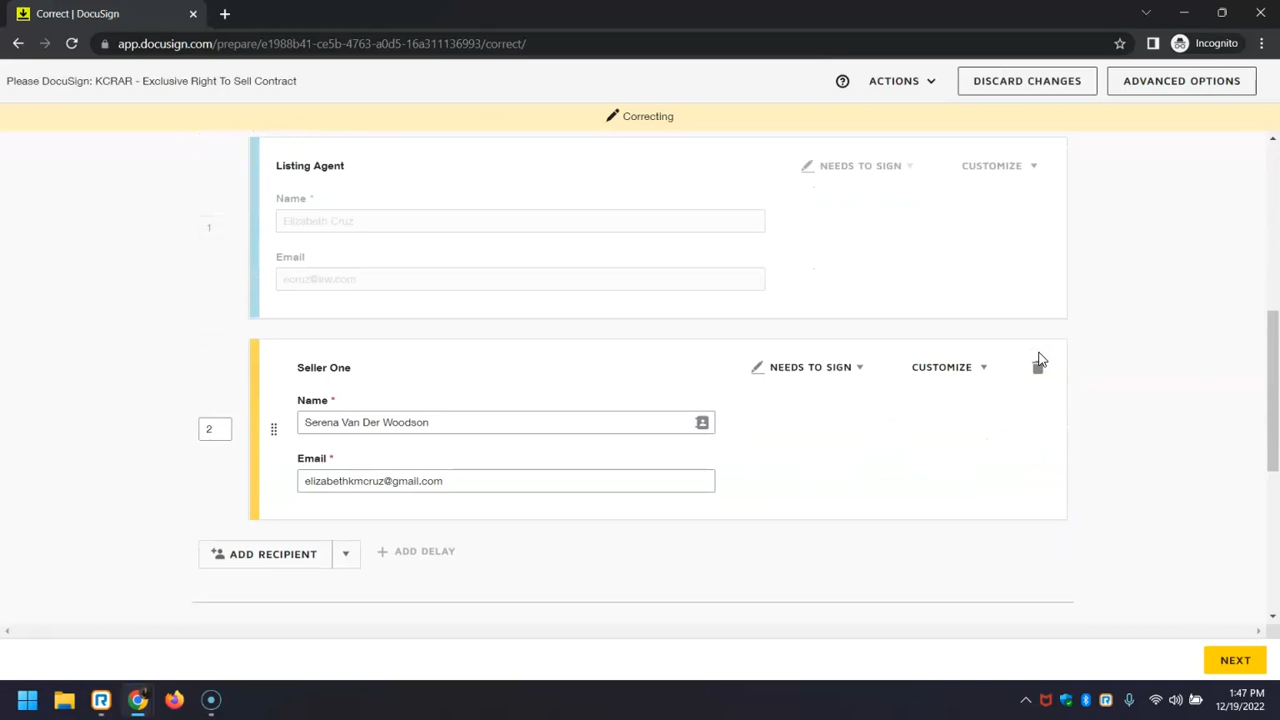 Correct | DocuSign
app.docusign.com/prepare/e1988b41-ce5b-4763-a0d5-16a311136993/correct/
Incognito
Please DocuSign: KCRAR - Exclusive Right To Sell Contract
ACTIONS
DISCARD CHANGES
ADVANCED OPTIONS
Correcting
Listing Agent
NEEDS TO SIGN
CUSTOMIZE
Name *
1
Elizabeth Cruz
Email
Seller One
NEEDS TO SIGN
CUSTOMIZE
Name *
2
Serena Van Der Woodson
Email *
elizabethkmcruz@gmail.com
ADD RECIPIENT
ADD DELAY
NEXT
1:47 PM
12/19/2022